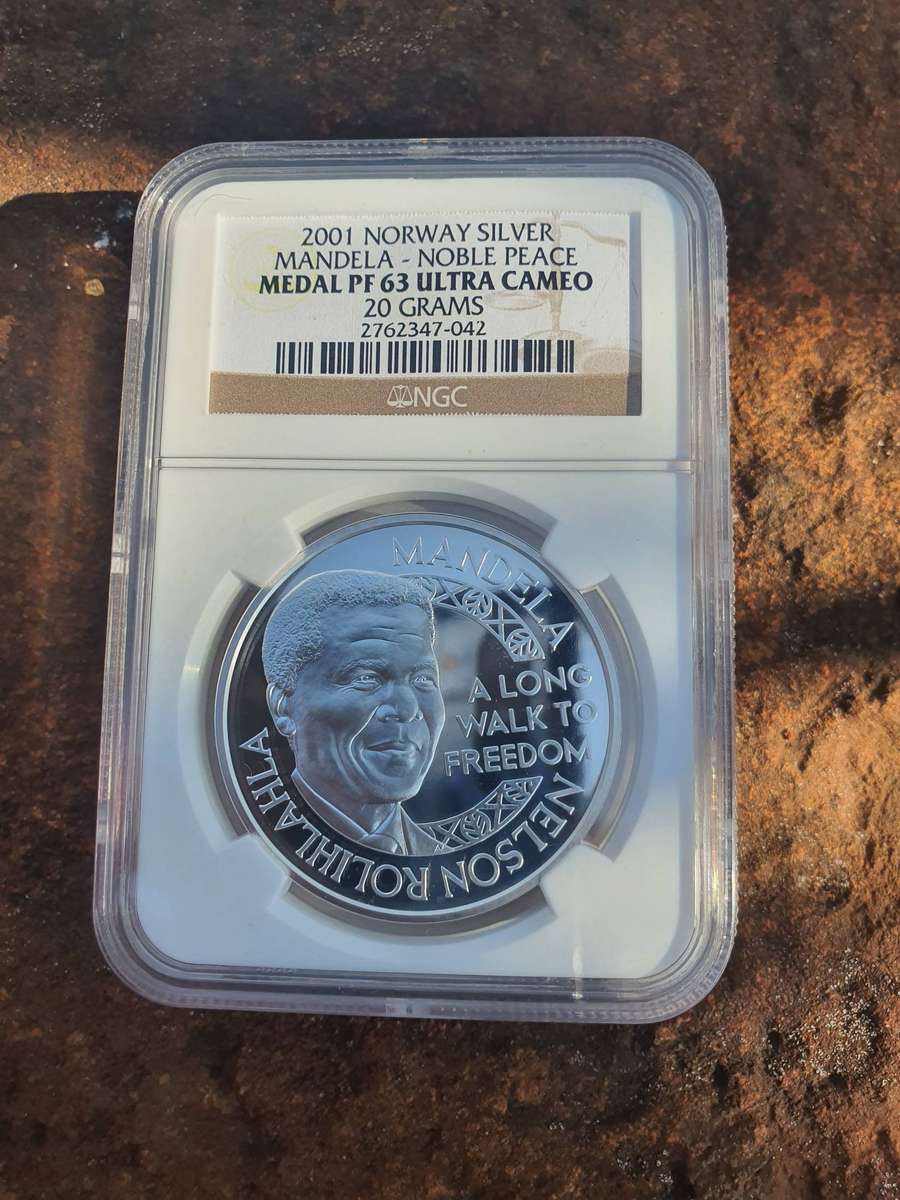 2001 NORWAY SILVER
MANDELA - NOBLE PEACE
MEDAL PF 63 ULTRA CAMEO
20 GRAMS
2762347-042
NGC
MANDELA
A LONG
WALK TO
FREEDOM
NELSON ROLIHLAHLA